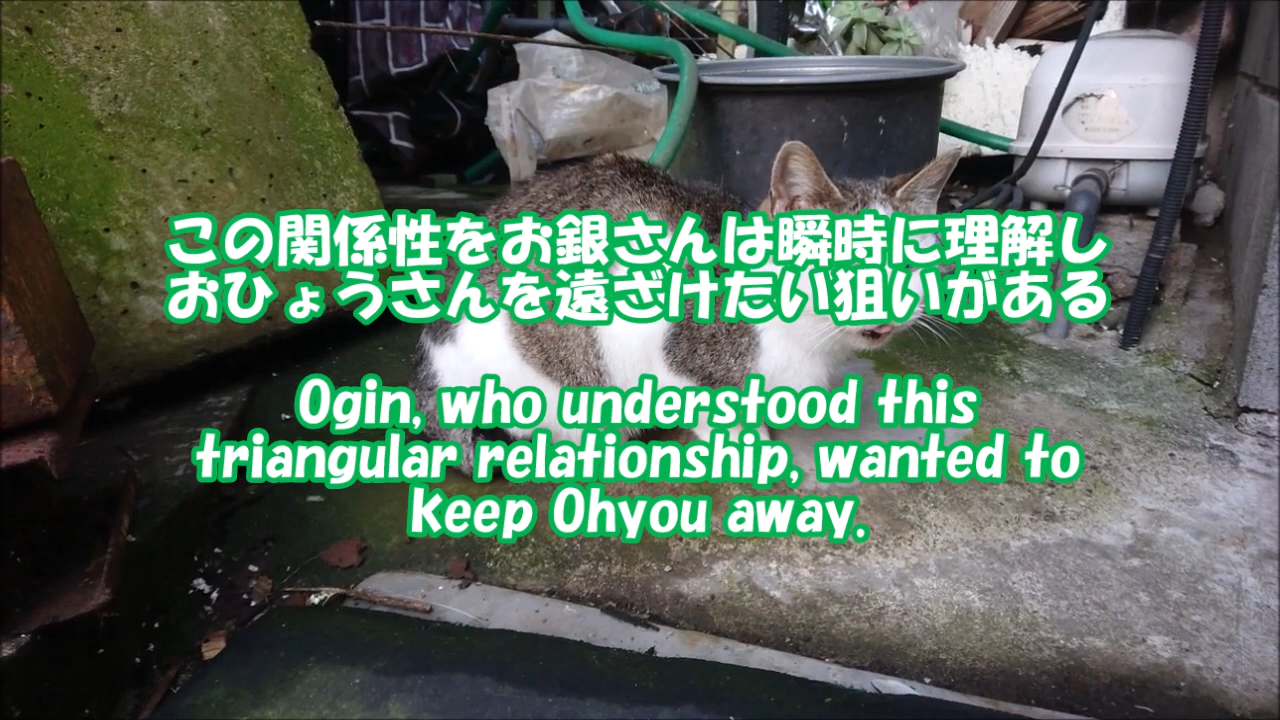 この関係性をお銀さんは瞬時に理解し
おひょうさんを遠ざけたい狙いがある
Ogin, who understood this
triangular relationship, wanted to
keep Ohyou away.